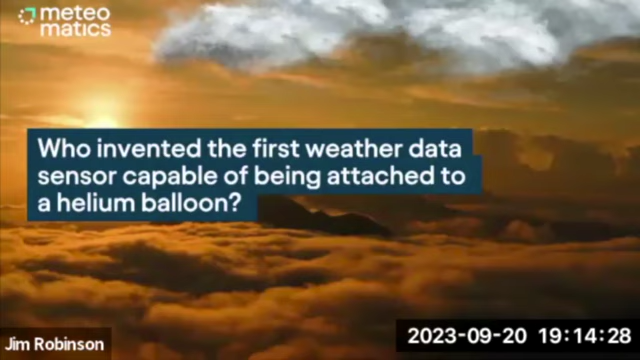 meteo
matics
Who invented the first weather data
sensor capable of being attached to
a helium balloon?
Jim Robinson
2023-09-20 19:14:28